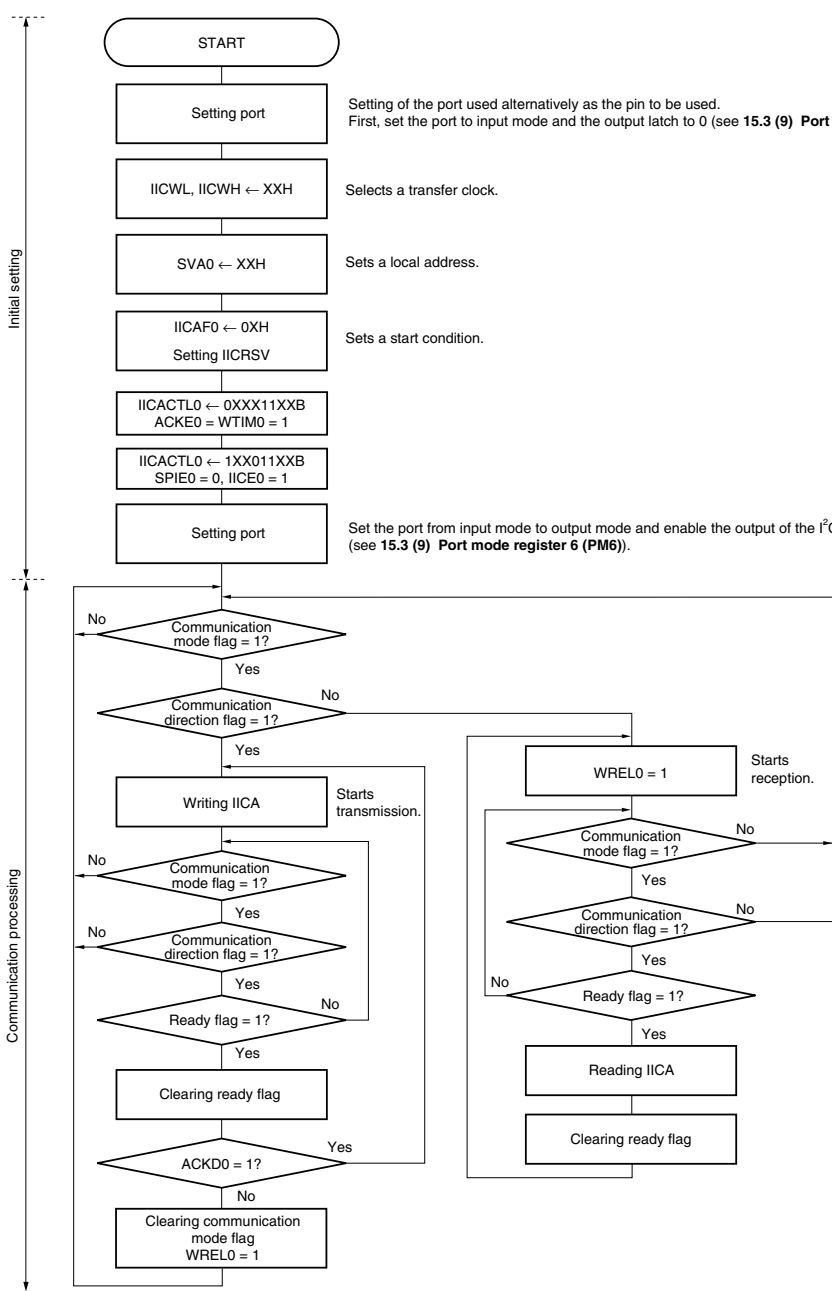 START
Setting port
Setting of the port used alternatively as the pin to be used.
First, set the port to input mode and the output latch to 0 (see 15.3 (9) Port
IICWL, IICWH ← XXH
Selects a transfer clock.
SVA0 ← XXH
Sets a local address.
IICAF0 ← 0XH
Setting IICRSV
Sets a start condition.
IICACTL0 ← 0XXX11XXB
ACKE0 = WTIM0 = 1
IICACTL0 ← 1XX011XXB
SPIE0 = 0, IICE0 = 1
Setting port
Set the port from input mode to output mode and enable the output of the I²C
(see 15.3 (9) Port mode register 6 (PM6)).
Initial setting
No
Communication
mode flag = 1?
Yes
Communication
direction flag = 1?
No
Yes
Writing IICA
Starts
transmission.
No
Communication
mode flag = 1?
Yes
No
Communication
direction flag = 1?
Yes
Ready flag = 1?
No
Yes
Clearing ready flag
ACKD0 = 1?
Yes
No
Clearing communication
mode flag
WREL0 = 1
WREL0 = 1
Starts
reception.
Communication
mode flag = 1?
No
Yes
Communication
direction flag = 1?
No
Yes
No
Ready flag = 1?
Yes
Reading IICA
Clearing ready flag
Communication processing